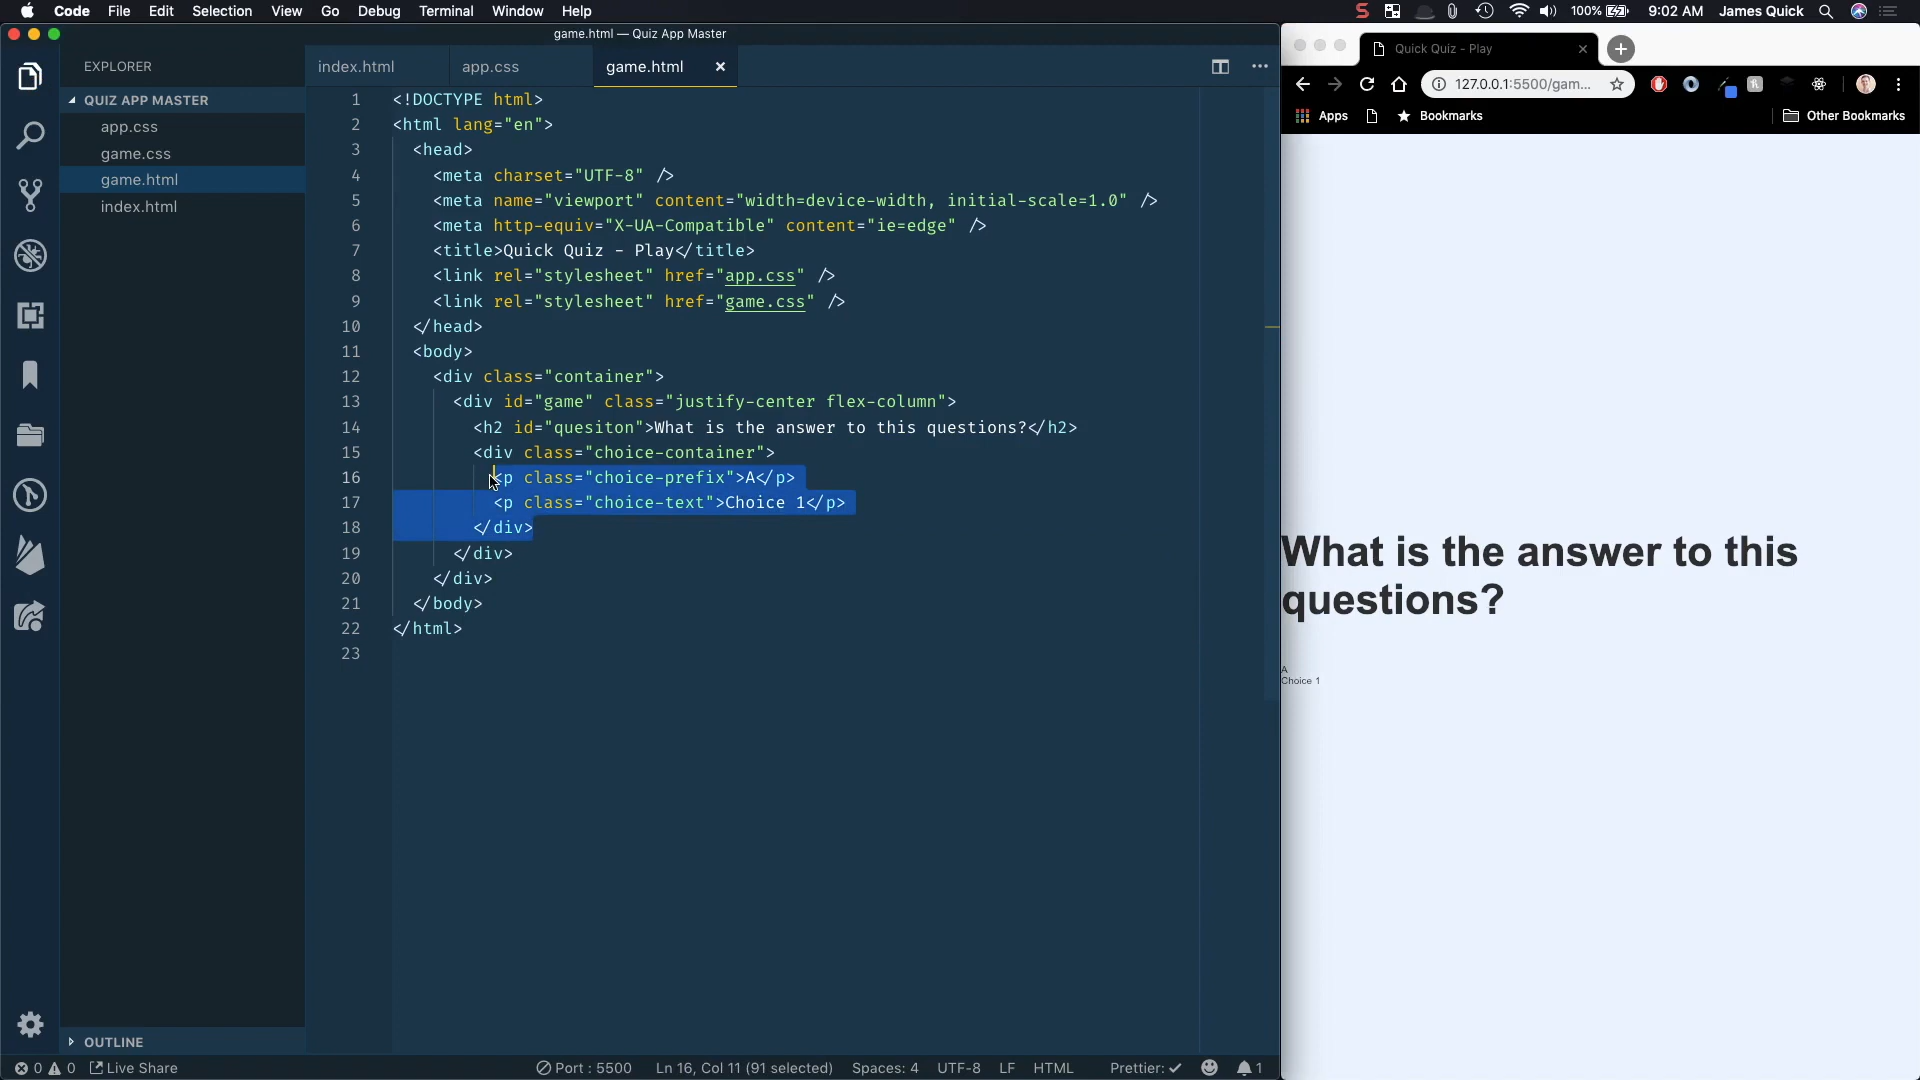 Code File Edit Selection View Go Debug Terminal Window Help
100% 9:02 AM James Quick
game.html — Quiz App Master
EXPLORER
QUIZ APP MASTER
app.css
game.css
game.html
index.html
OUTLINE
index.html app.css game.html
1 <!DOCTYPE html>
2 <html lang="en">
3 <head>
4 <meta charset="UTF-8" />
5 <meta name="viewport" content="width=device-width, initial-scale=1.0" />
6 <meta http-equiv="X-UA-Compatible" content="ie=edge" />
7 <title>Quick Quiz - Play</title>
8 <link rel="stylesheet" href="app.css" />
9 <link rel="stylesheet" href="game.css" />
10 </head>
11 <body>
12 <div class="container">
13 <div id="game" class="justify-center flex-column">
14 <h2 id="quesiton">What is the answer to this questions?</h2>
15 <div class="choice-container">
16 <p class="choice-prefix">A</p>
17 <p class="choice-text">Choice 1</p>
18 </div>
19 </div>
20 </div>
21 </body>
22 </html>
23
0 0 Live Share Port : 5500 Ln 16, Col 11 (91 selected) Spaces: 4 UTF-8 LF HTML Prettier: 1
Quick Quiz - Play
127.0.0.1:5500/gam...
Apps Bookmarks Other Bookmarks
What is the answer to this
questions?
A
Choice 1